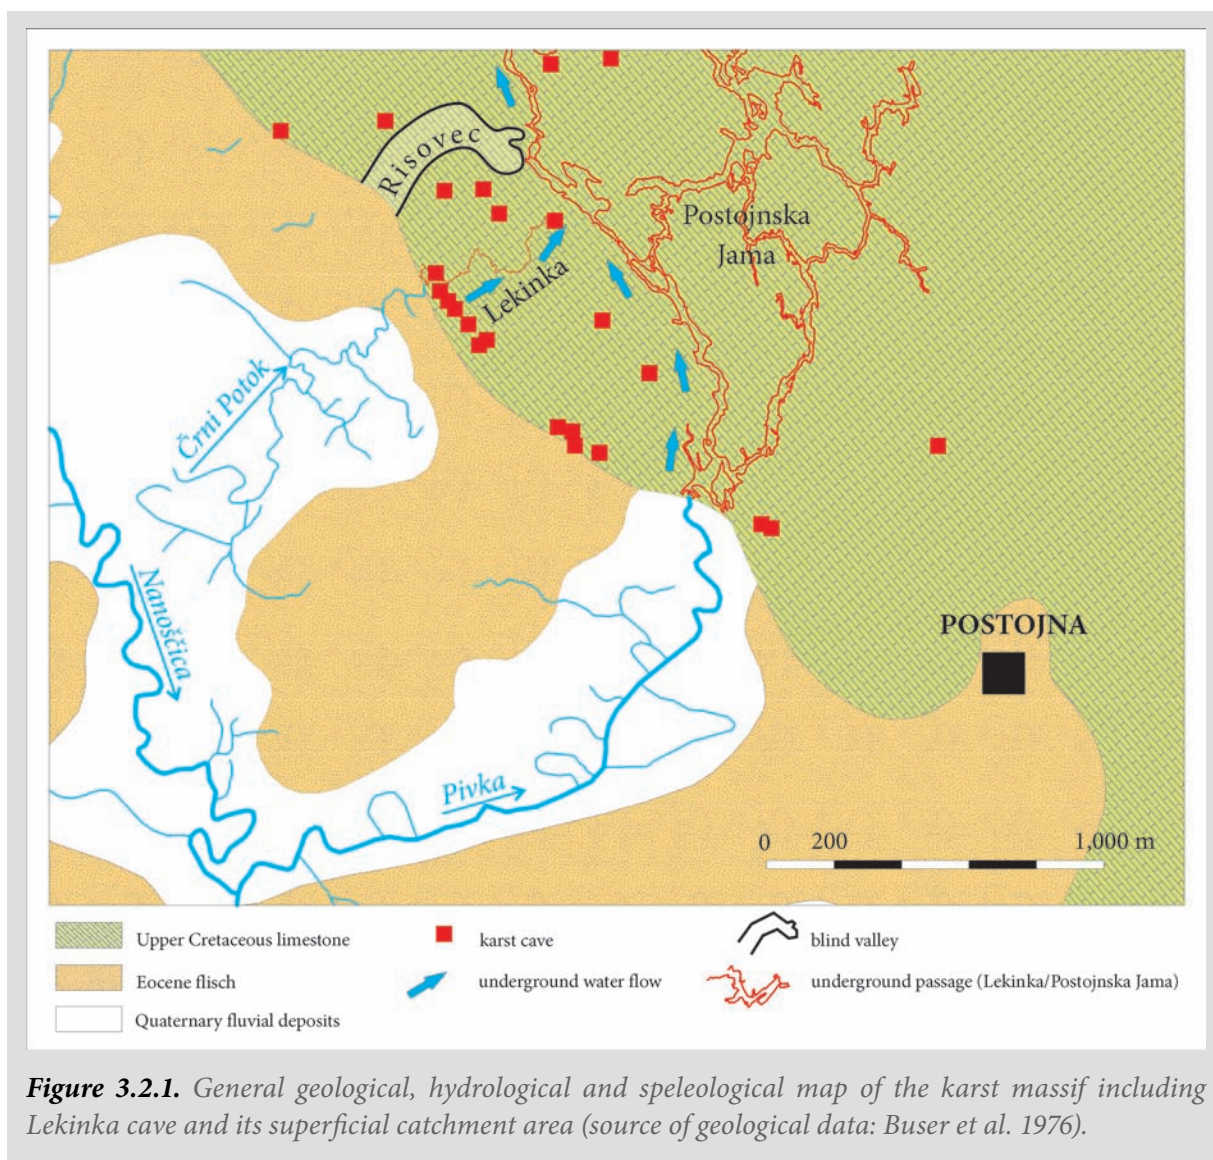 Risovec
Postojnska
Jama
Lekinka
Črni Potok
Nanoščica
POSTOJNA
Pivka
0 200 1,000 m
Upper Cretaceous limestone
karst cave
blind valley
Eocene flisch
underground water flow
underground passage (Lekinka/Postojnska Jama)
Quaternary fluvial deposits
Figure 3.2.1. General geological, hydrological and speleological map of the karst massif including
Lekinka cave and its superficial catchment area (source of geological data: Buser et al. 1976).